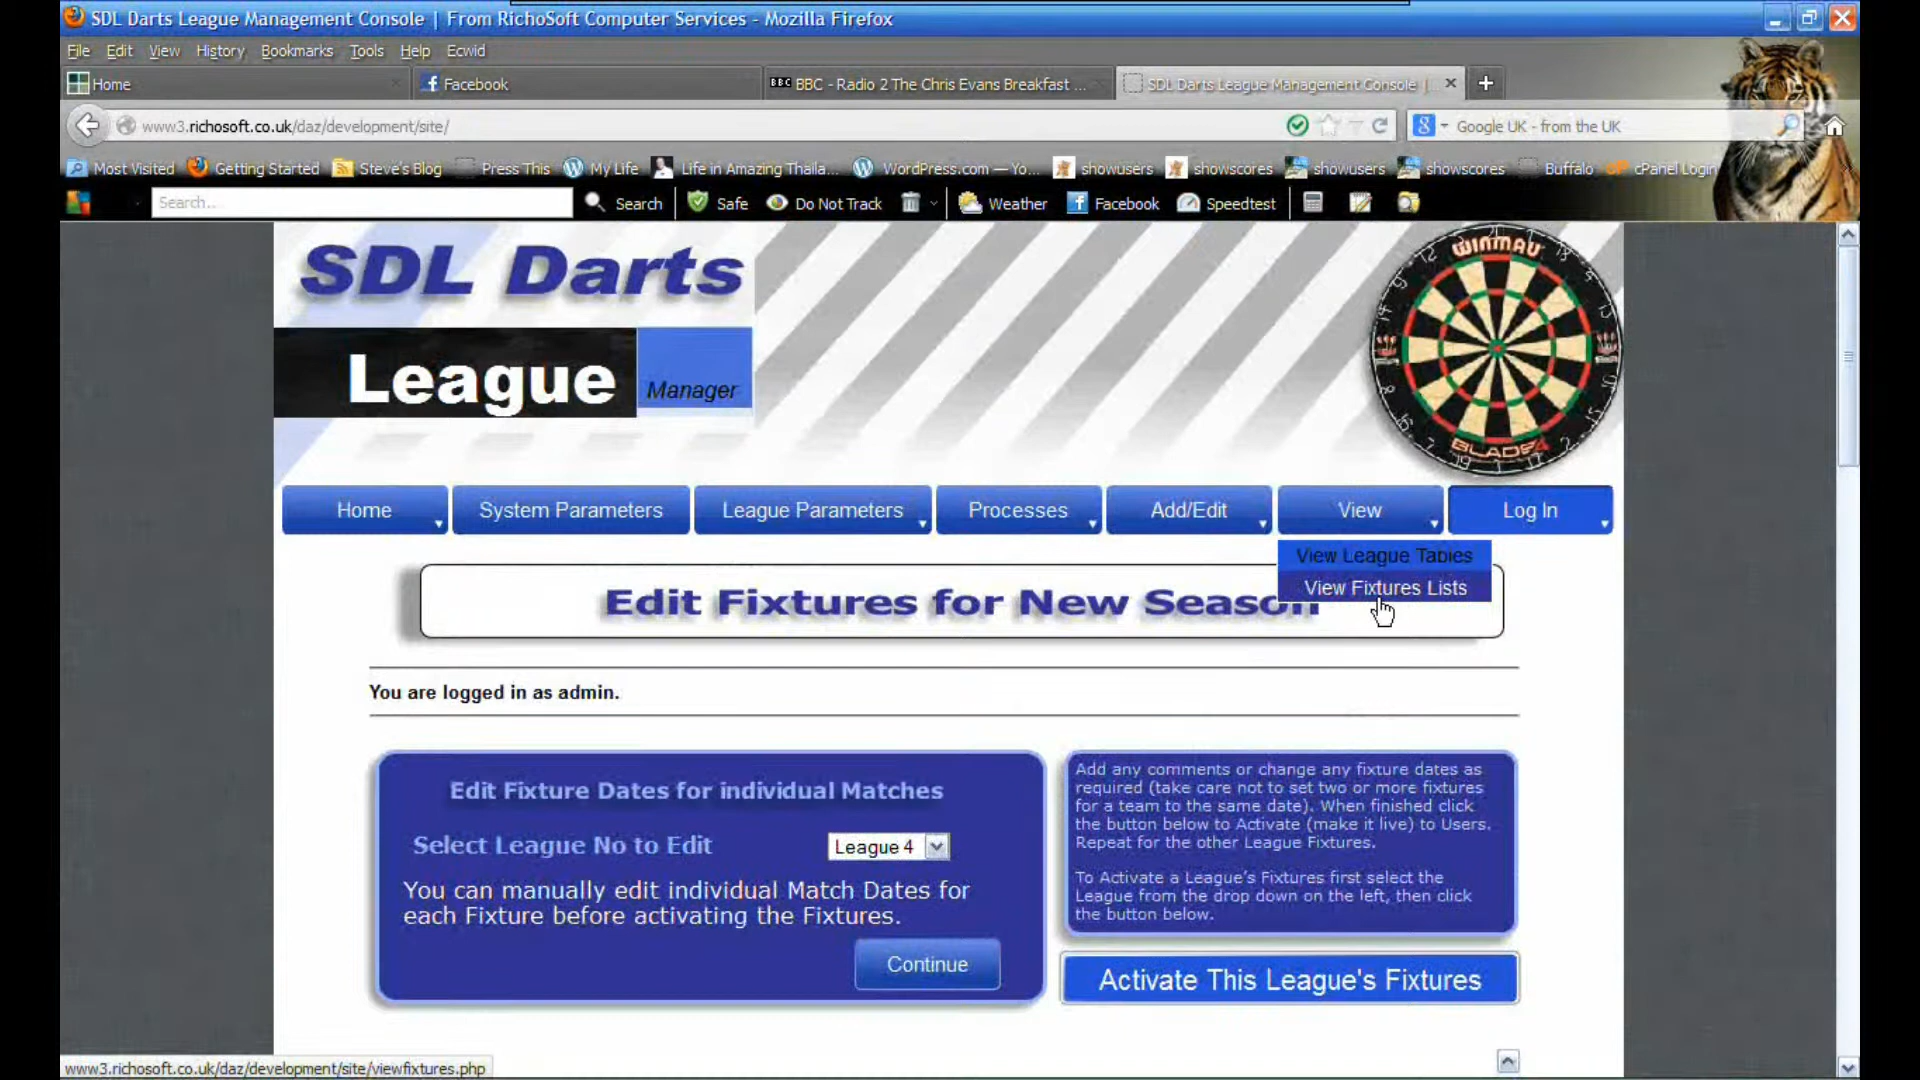 SDL Darts League Management Console | From RichoSoft Computer Services - Mozilla Firefox
File Edit View History Bookmarks Tools Help Ecwid
Home Facebook BBC BBC - Radio 2 The Chris Evans Breakfast ... SDL Darts League Management Console |
www3.richosoft.co.uk/daz/development/site/
Google UK - from the UK
Most Visited Getting Started Steve's Blog Press This My Life Life in Amazing Thaila... WordPress.com — Yo... showusers showscores showusers showscores Buffalo cPanel Login
Search... Search Safe Do Not Track Weather Facebook Speedtest
SDL Darts
League Manager
WINMAU
BLADE4
Home System Parameters League Parameters Processes Add/Edit View Log In
View League Tables
View Fixtures Lists
Edit Fixtures for New Season
You are logged in as admin.
Edit Fixture Dates for individual Matches
Select League No to Edit League 4
You can manually edit individual Match Dates for
each Fixture before activating the Fixtures.
Continue
Add any comments or change any fixture dates as
required (take care not to set two or more fixtures
for a team to the same date). When finished click
the button below to Activate (make it live) to Users.
Repeat for the other League Fixtures.
To Activate a League's Fixtures first select the
League from the drop down on the left, then click
the button below.
Activate This League's Fixtures
www3.richosoft.co.uk/daz/development/site/viewfixtures.php